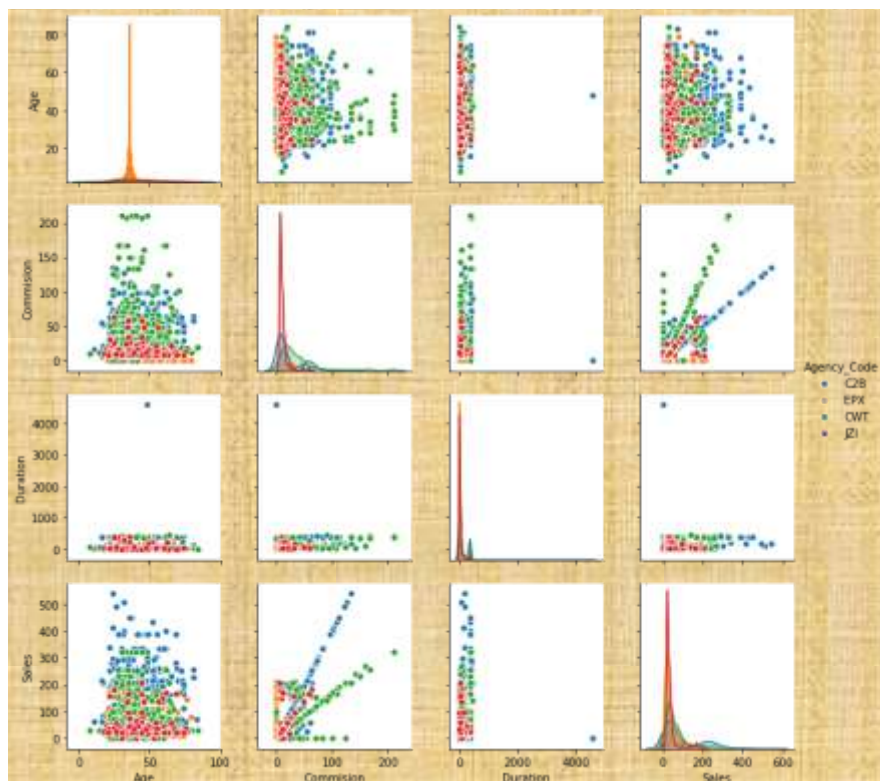 80
60
40
20
Age
200
150
100
50
0
Commision
4000
3000
2000
1000
0
Duration
500
400
300
200
100
0
Sales
0 50 100
Age
0 100 200
Commision
0 2000 4000
Duration
0 200 400 600
Sales
Agency_Code
C2B
EPX
CWT
JZI